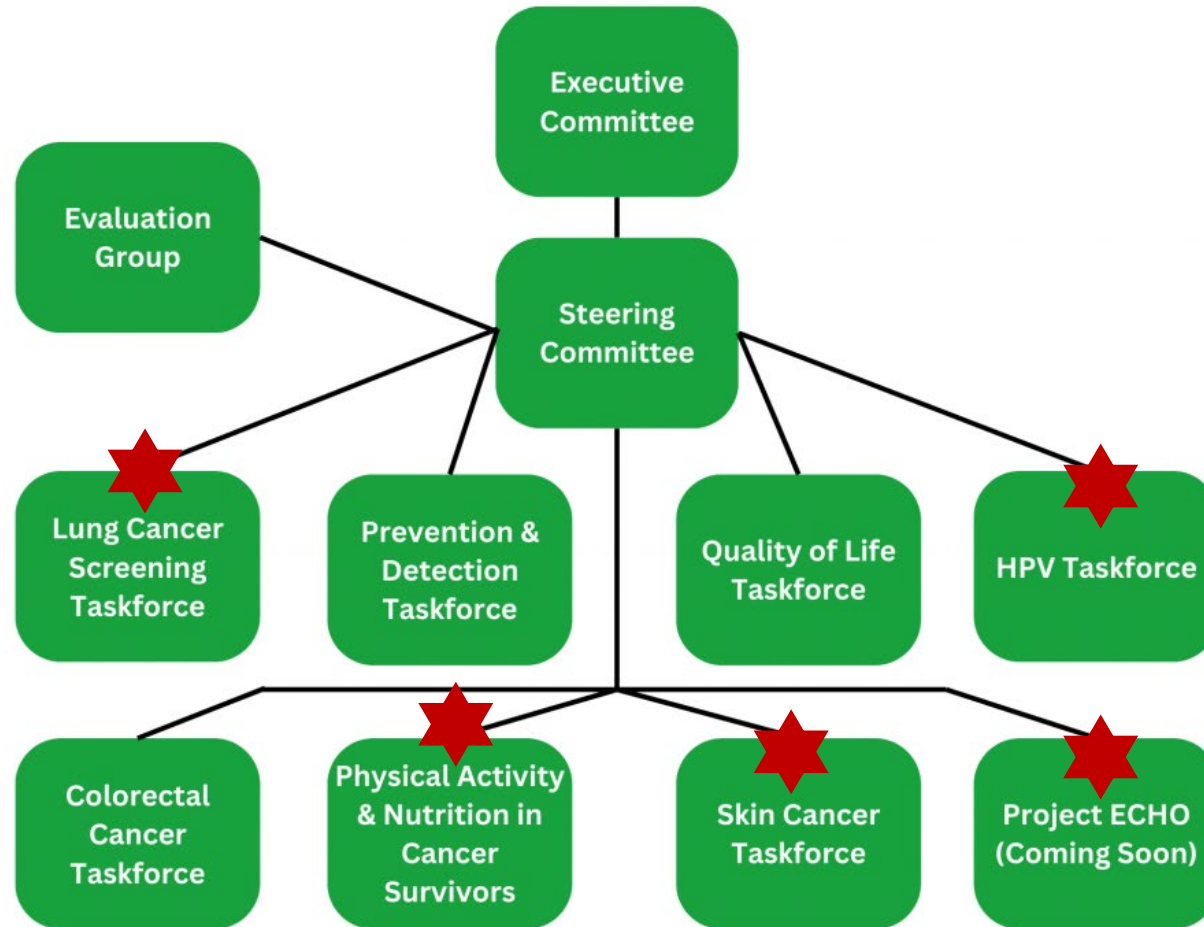 Executive
Committee
Evaluation
Group
Steering
Committee
Lung Cancer
Screening
Taskforce
Prevention &
Detection
Taskforce
Quality of Life
Taskforce
HPV Taskforce
Colorectal
Cancer
Taskforce
Physical Activity
& Nutrition in
Cancer
Survivors
Skin Cancer
Taskforce
Project ECHO
(Coming Soon)